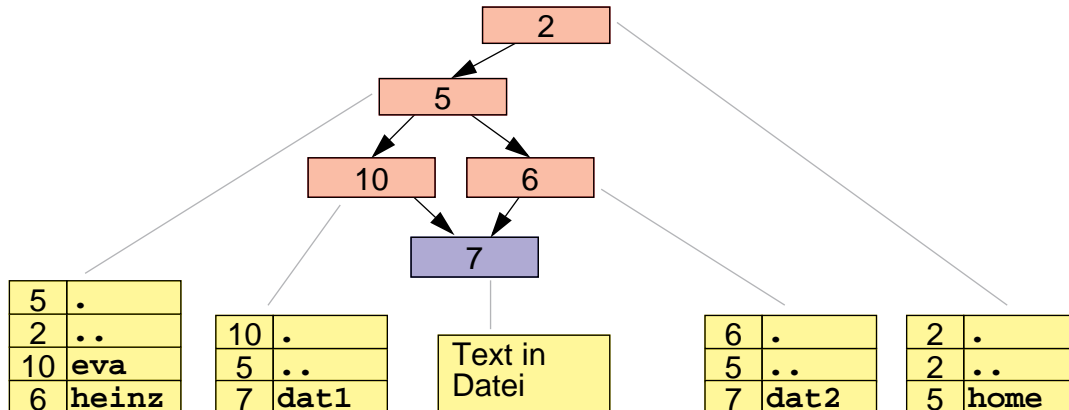 2
5
10
6
7
5 .
2 ..
10 eva
6 heinz
10 .
5 ..
7 dat1
Text in
Datei
6 .
5 ..
7 dat2
2 .
2 ..
5 home